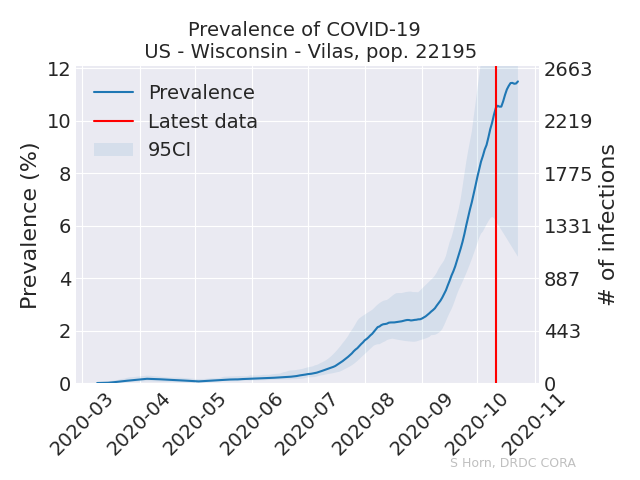 Prevalence of COVID-19
US - Wisconsin - Vilas, pop. 22195
Prevalence (%)
12
10
8
6
4
2
0
Prevalence
Latest data
95CI
2663
2219
1775
1331
887
443
0
# of infections
2020-03
2020-04
2020-05
2020-06
2020-07
2020-08
2020-09
2020-10
2020-11
S Horn, DRDC CORA